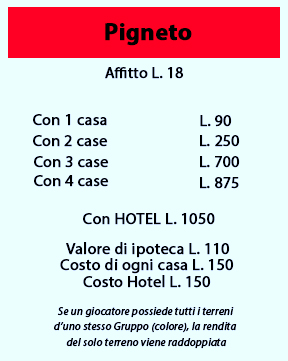 Pigneto
Affitto L. 18
Con 1 casa L. 90
Con 2 case L. 250
Con 3 case L. 700
Con 4 case L. 875
Con HOTEL L. 1050
Valore di ipoteca L. 110
Costo di ogni casa L. 150
Costo Hotel L. 150
Se un giocatore possiede tutti i terreni
d'uno stesso Gruppo (colore), la rendita
del solo terreno viene raddoppiata